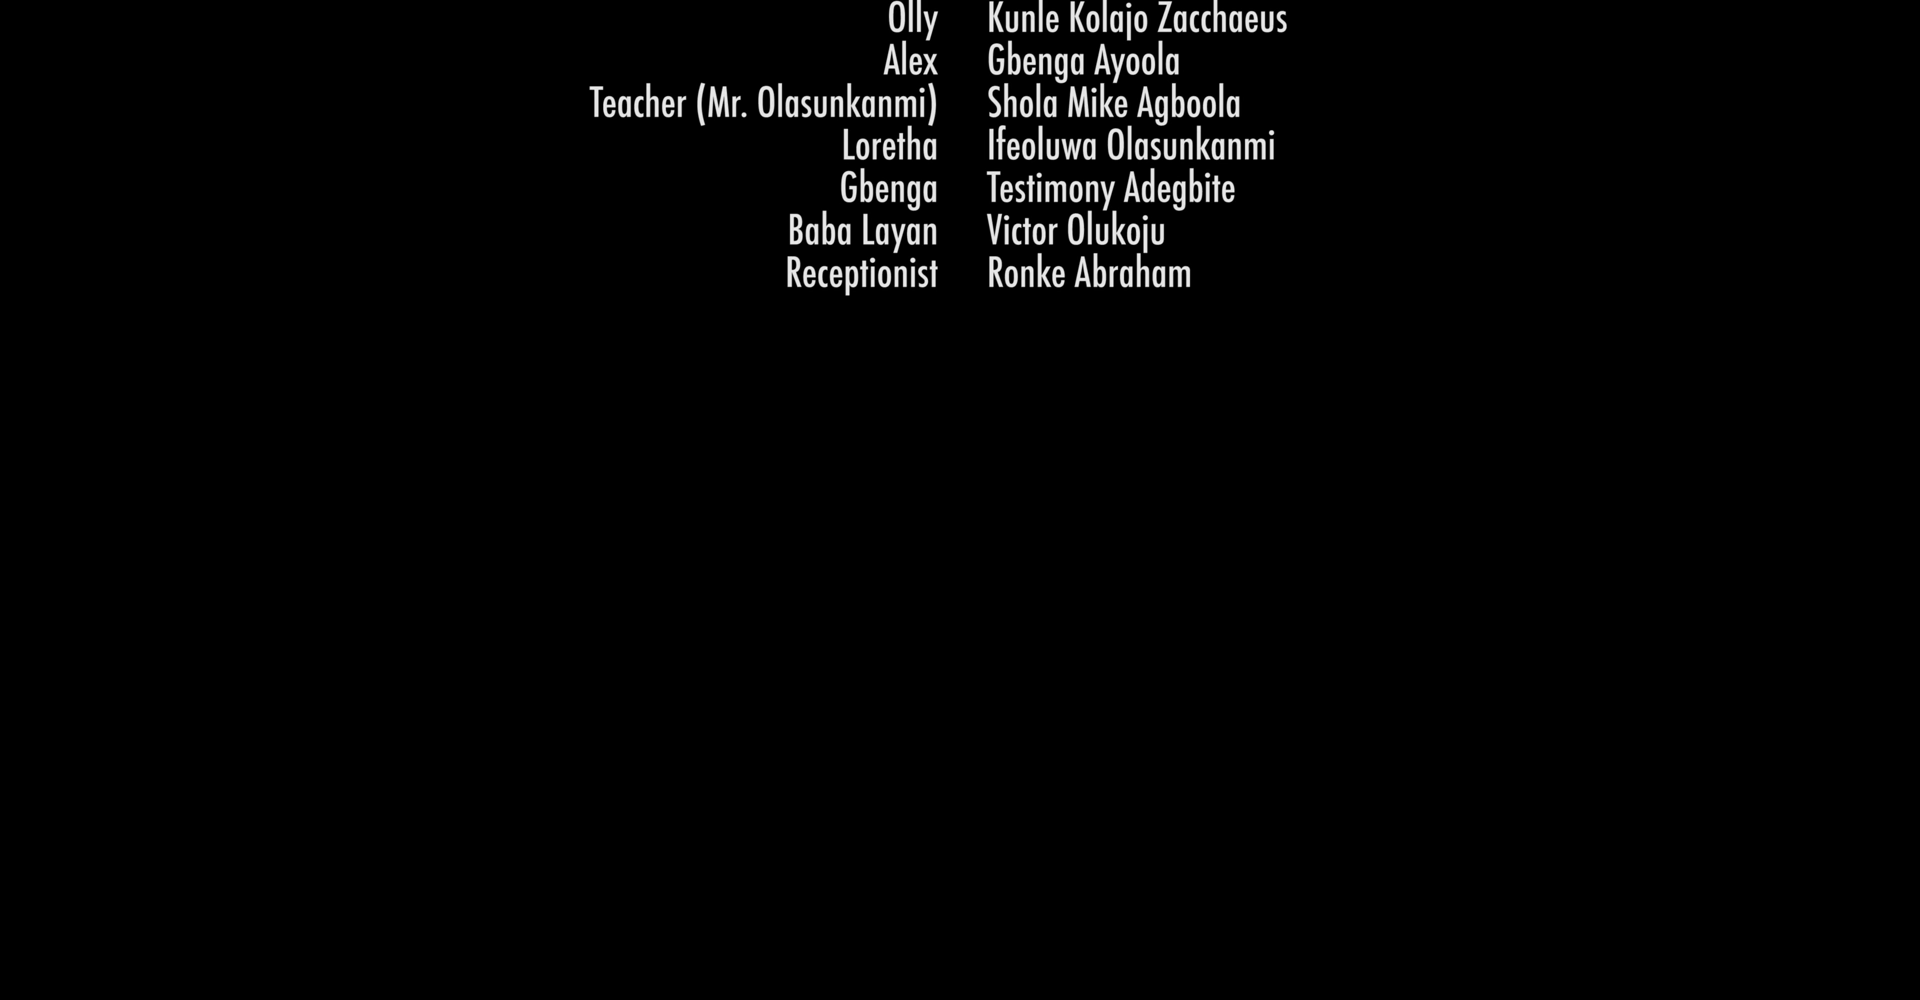 Olly Kunle Kolajo Zacchaeus
Alex Gbenga Ayoola
Teacher (Mr. Olasunkanmi) Shola Mike Agboola
Loretha Ifeoluwa Olasunkanmi
Gbenga Testimony Adegbite
Baba Layan Victor Olukoju
Receptionist Ronke Abraham